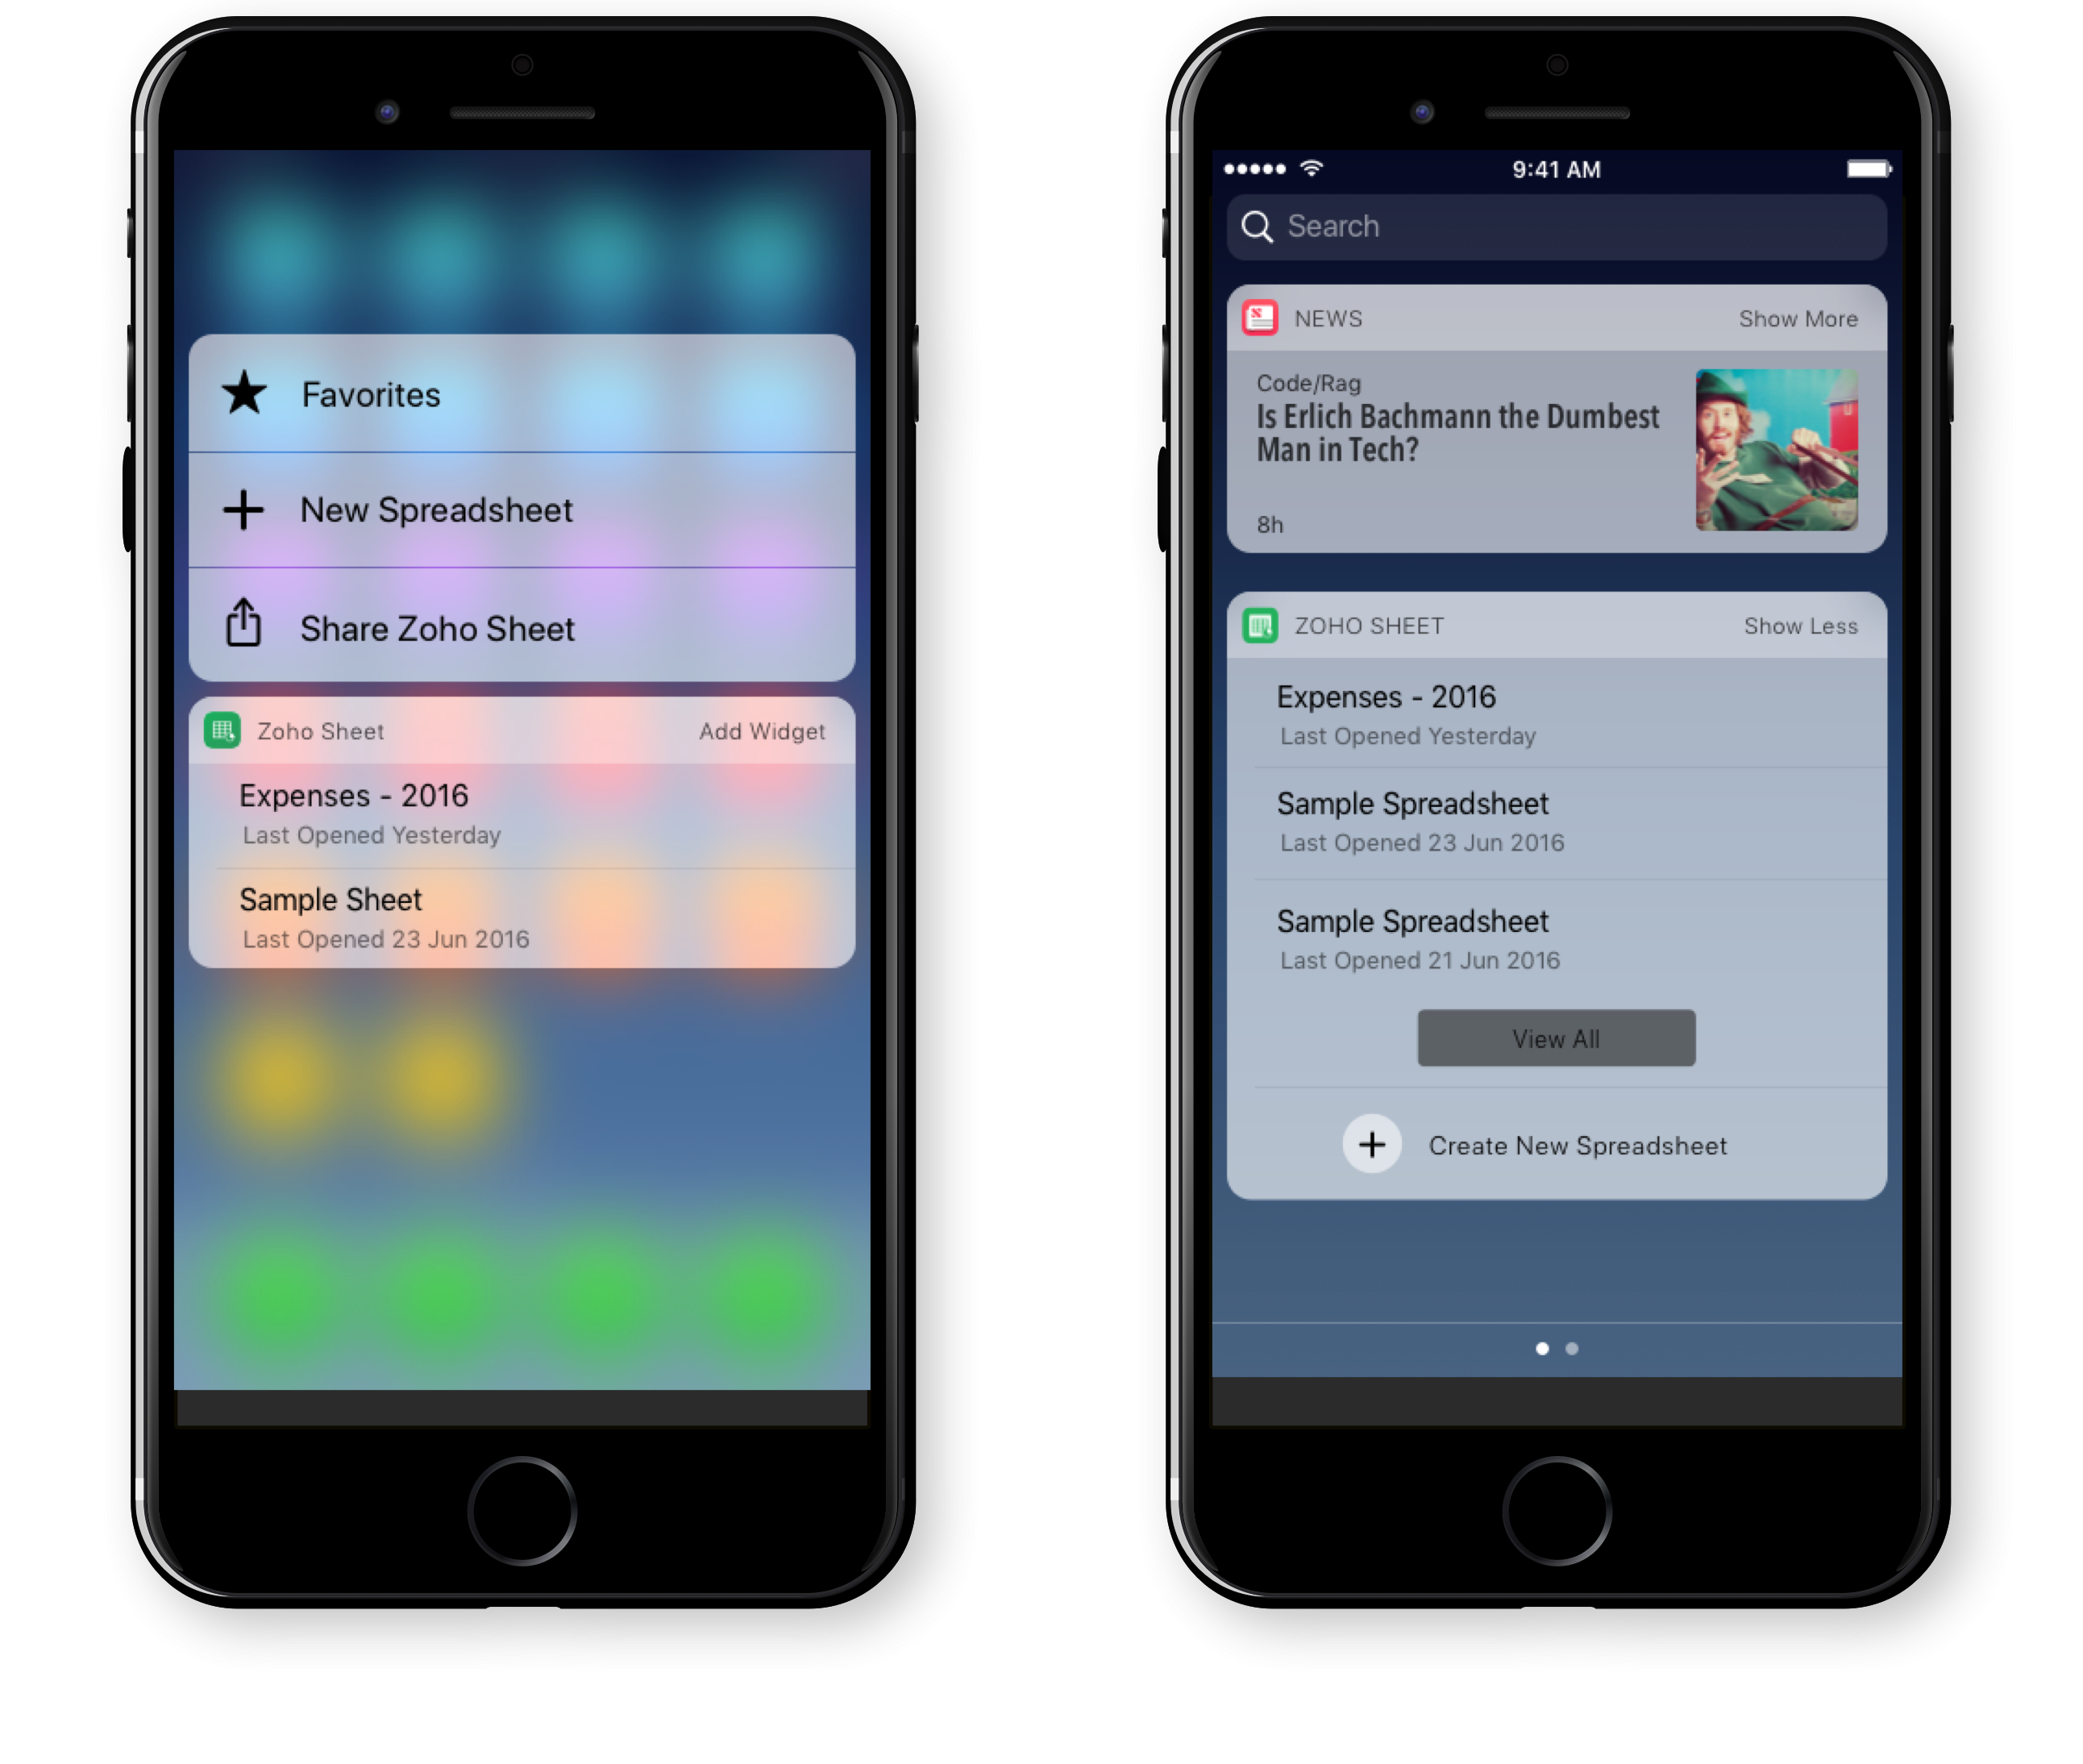 Favorites
New Spreadsheet
Share Zoho Sheet
Zoho Sheet Add Widget
Expenses - 2016
Last Opened Yesterday
Sample Sheet
Last Opened 23 Jun 2016
9:41 AM
Search
NEWS Show More
Code/Rag
Is Erlich Bachmann the Dumbest
Man in Tech?
8h
ZOHO SHEET Show Less
Expenses - 2016
Last Opened Yesterday
Sample Spreadsheet
Last Opened 23 Jun 2016
Sample Spreadsheet
Last Opened 21 Jun 2016
View All
Create New Spreadsheet